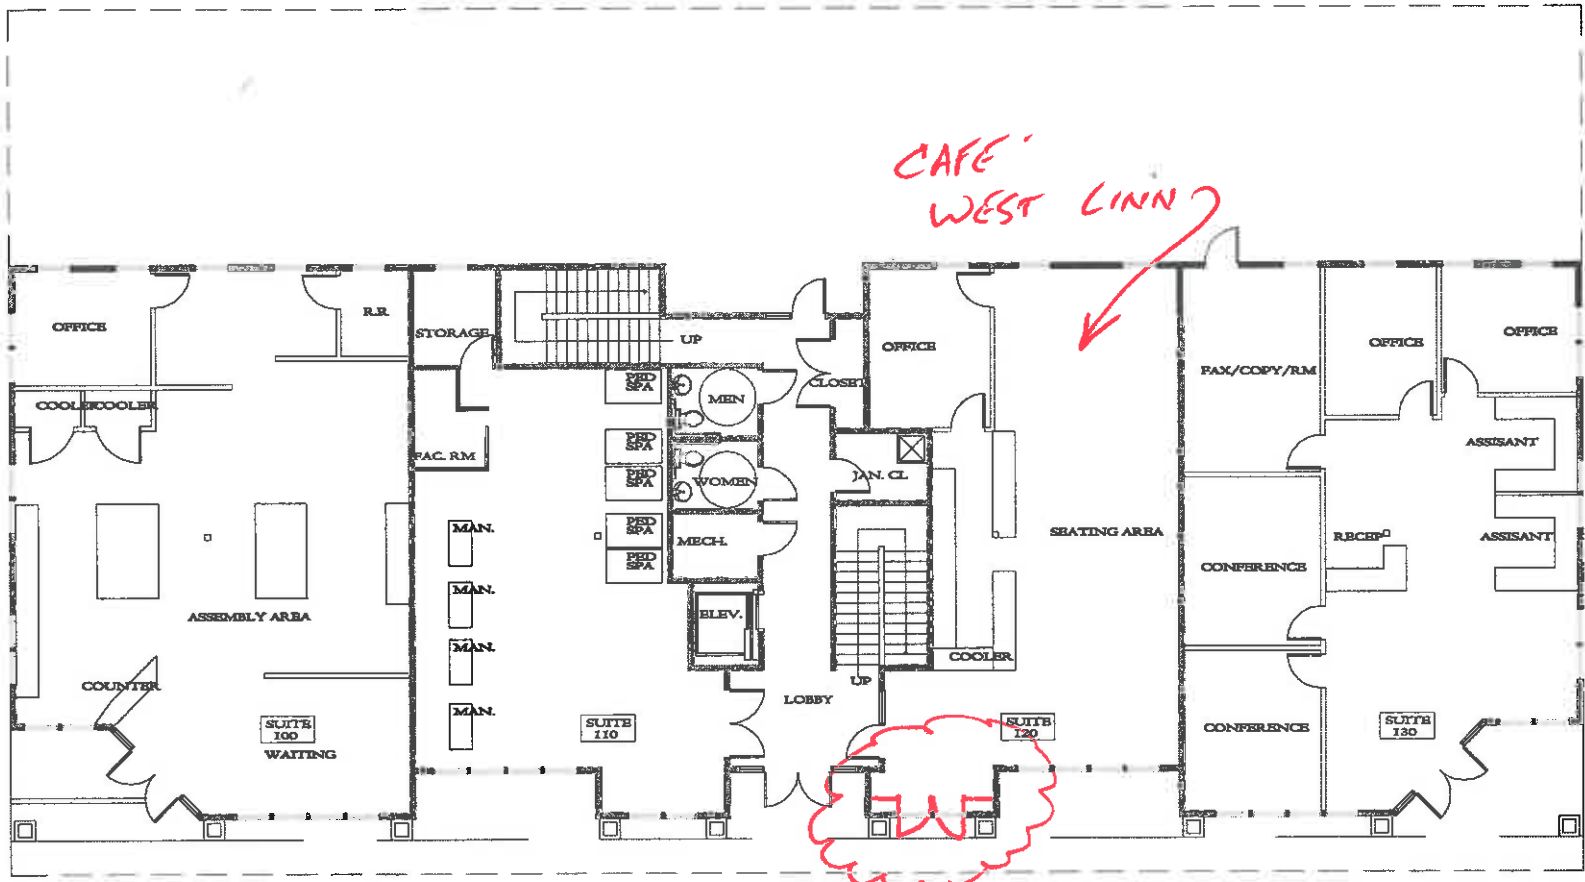 CAFE'
WEST LINN
OFFICE
R.R
STORAGE
UP
OFFICE
CLOSET
FAX/COPY/RM
OFFICE
OFFICE
COOLER
COOLER
PED
SPA
MEN
PED
SPA
FAC. RM
PED
SPA
WOMEN
JAN. CL
ASSISANT
MAN.
PED
SPA
MECH.
PED
SPA
SEATING AREA
RECEP
ASSISANT
CONFERENCE
MAN.
ASSEMBLY AREA
ELEV.
MAN.
COOLER
COUNTER
UP
LOBBY
MAN.
SUITE
100
WAITING
SUITE
110
SUITE
120
CONFERENCE
SUITE
130